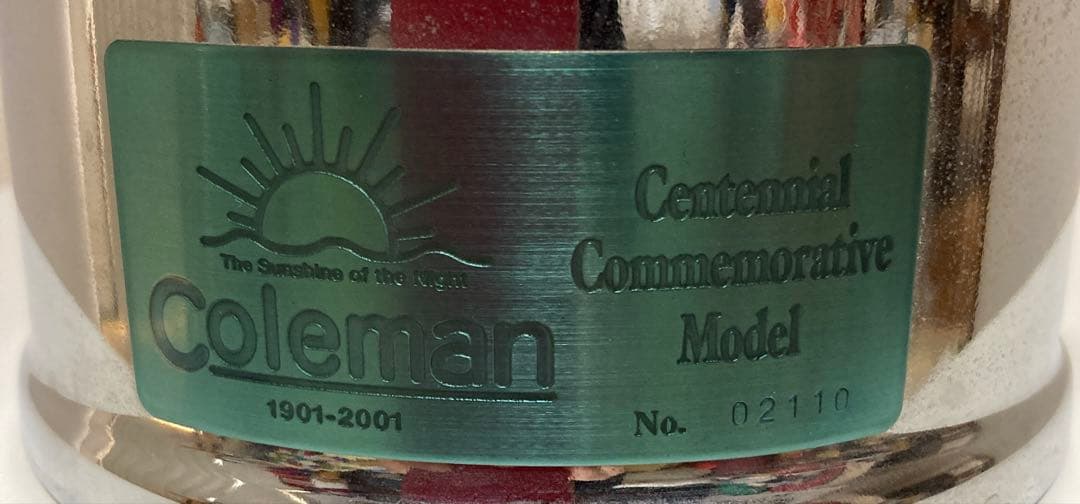 The Sunshine of the Night
Coleman
1901-2001
Centennial
Commemorative
Model
No. 02110